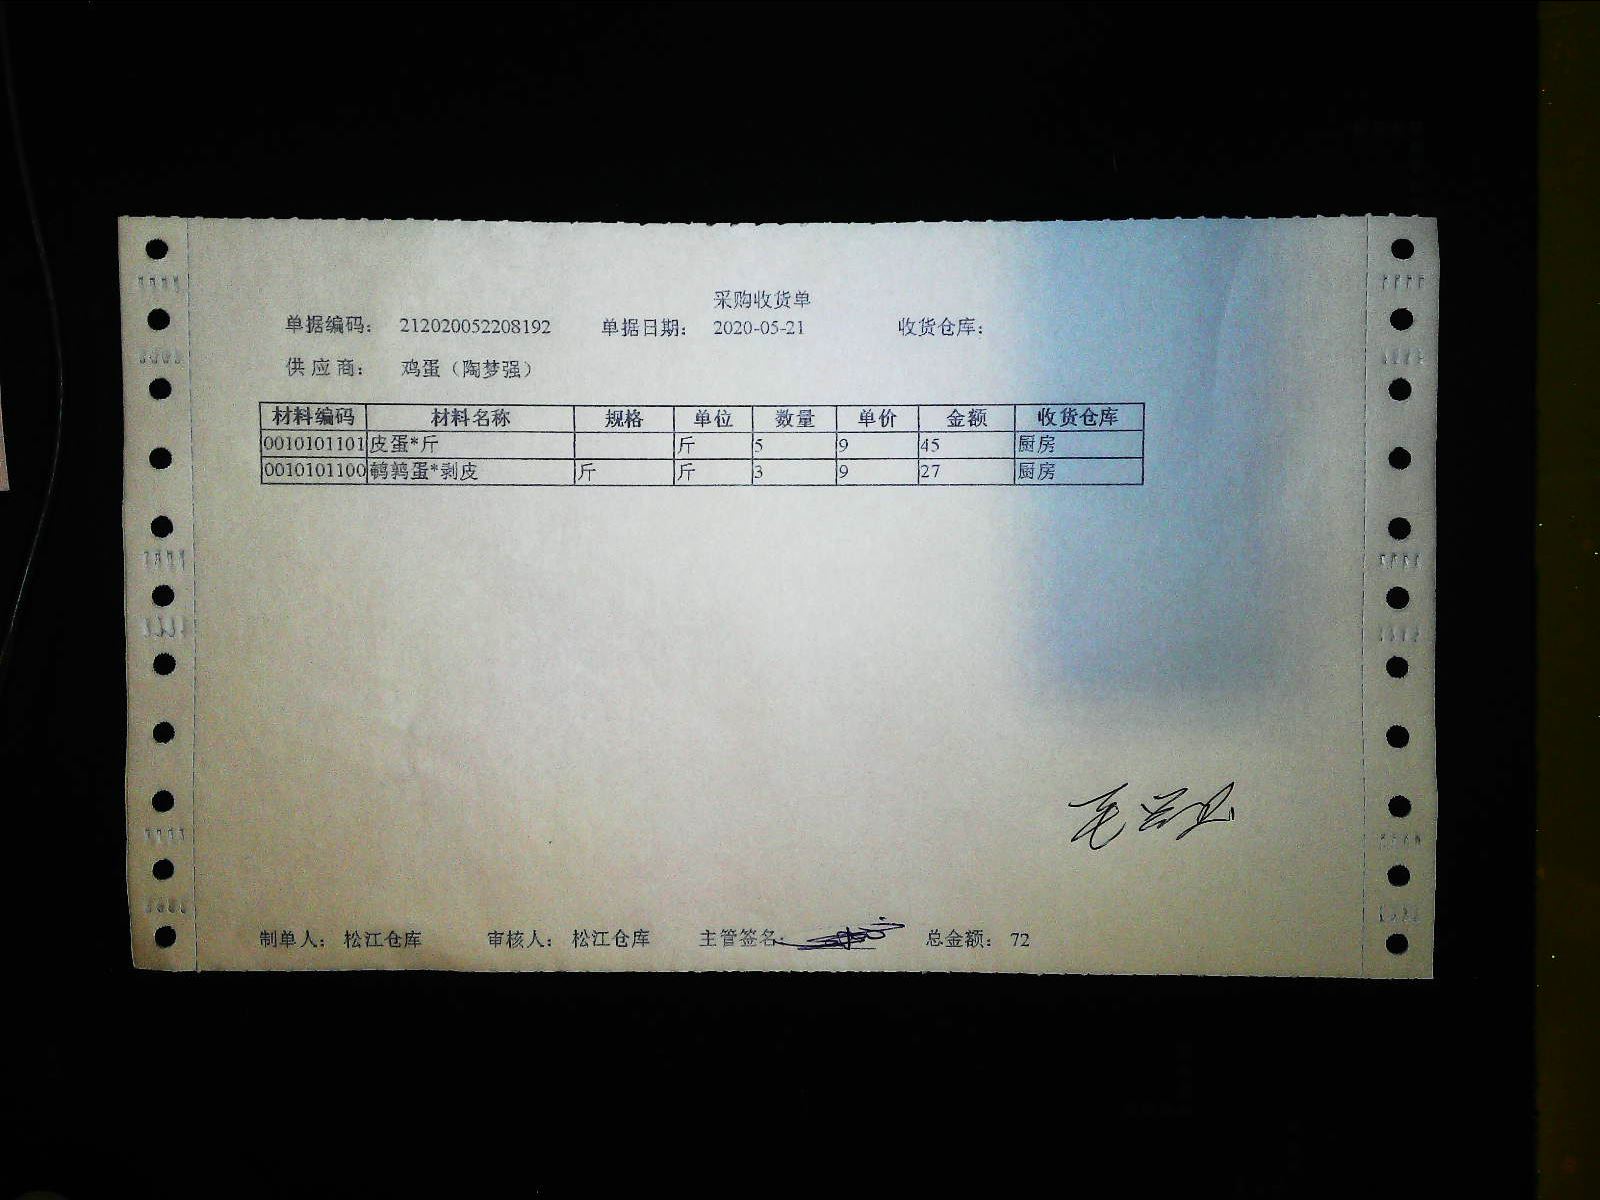 采购收货单
单据编码： 212020052208192 单据日期： 2020-05-21 收货仓库：
供 应 商： 鸡蛋（陶梦强）
材料编码 材料名称 规格 单位 数量 单价 金额 收货仓库
0010101101 皮蛋*斤 斤 5 9 45 厨房
0010101100 鹌鹑蛋*剥皮 斤 斤 3 9 27 厨房
制单人： 松江仓库 审核人： 松江仓库 主管签名： 总金额： 72